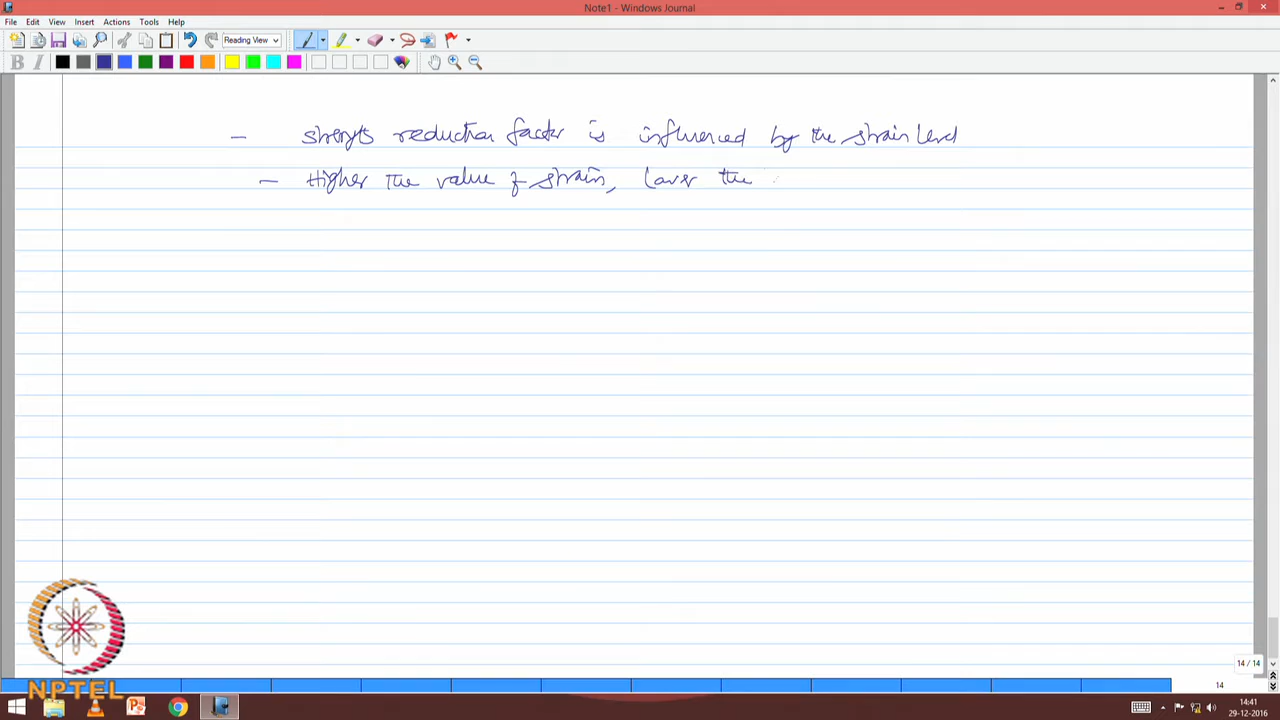 Note1 - Windows Journal
File Edit View Insert Actions Tools Help
Reading View
B I
- strength reduction factor is influenced by the strain level
- Higher the value of strain, lower the
14 / 14
14
NPTEL
14:41
29-12-2016